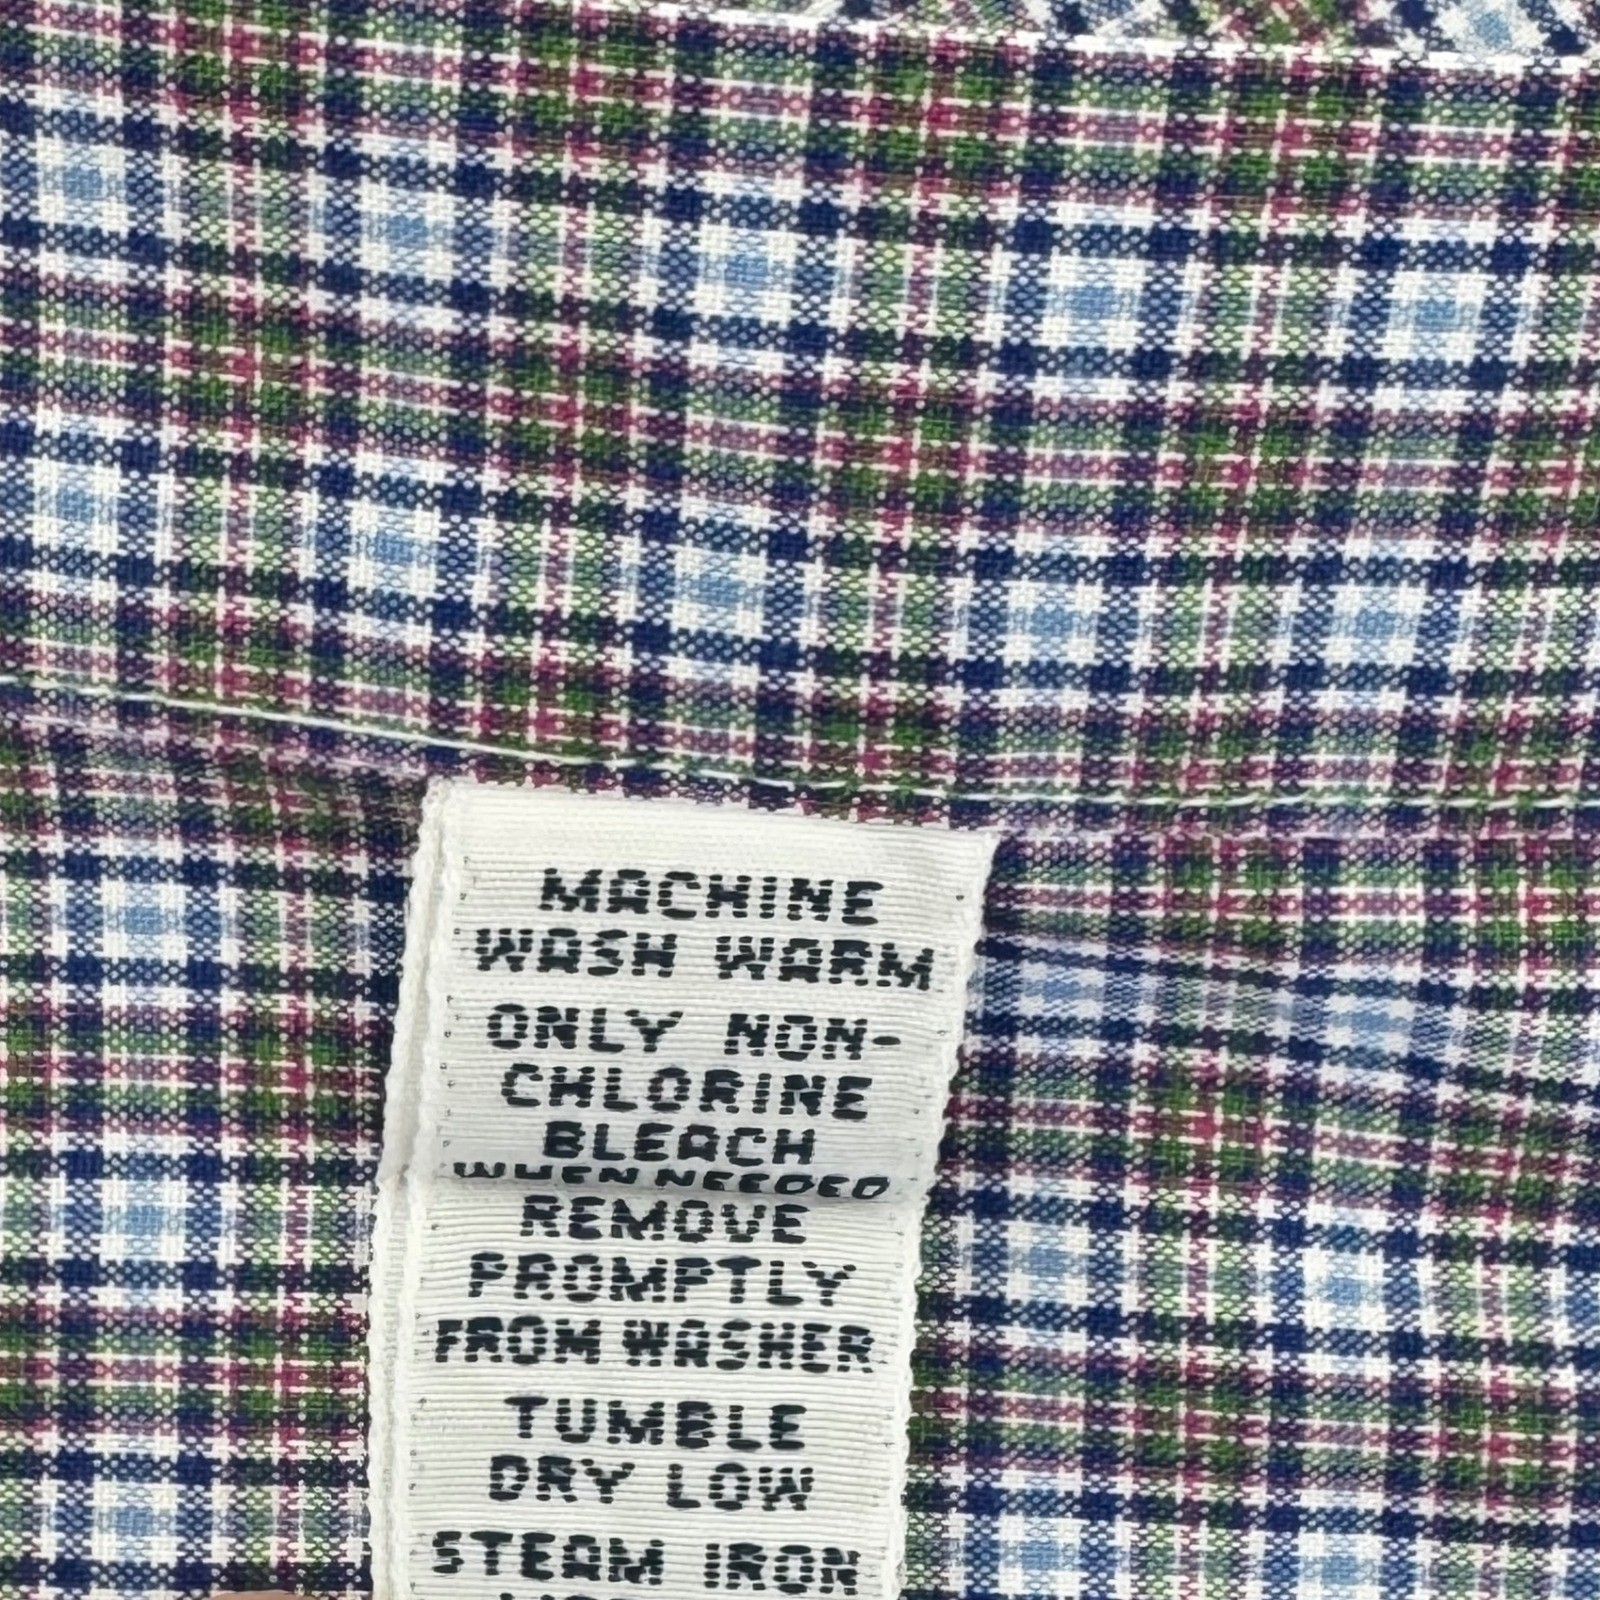 MACHINE
WASH WARM
ONLY NON-
CHLORINE
BLEACH
WHEN NEEDED
REMOVE
PROMPTLY
FROM WASHER
TUMBLE
DRY LOW
STEAM IRON